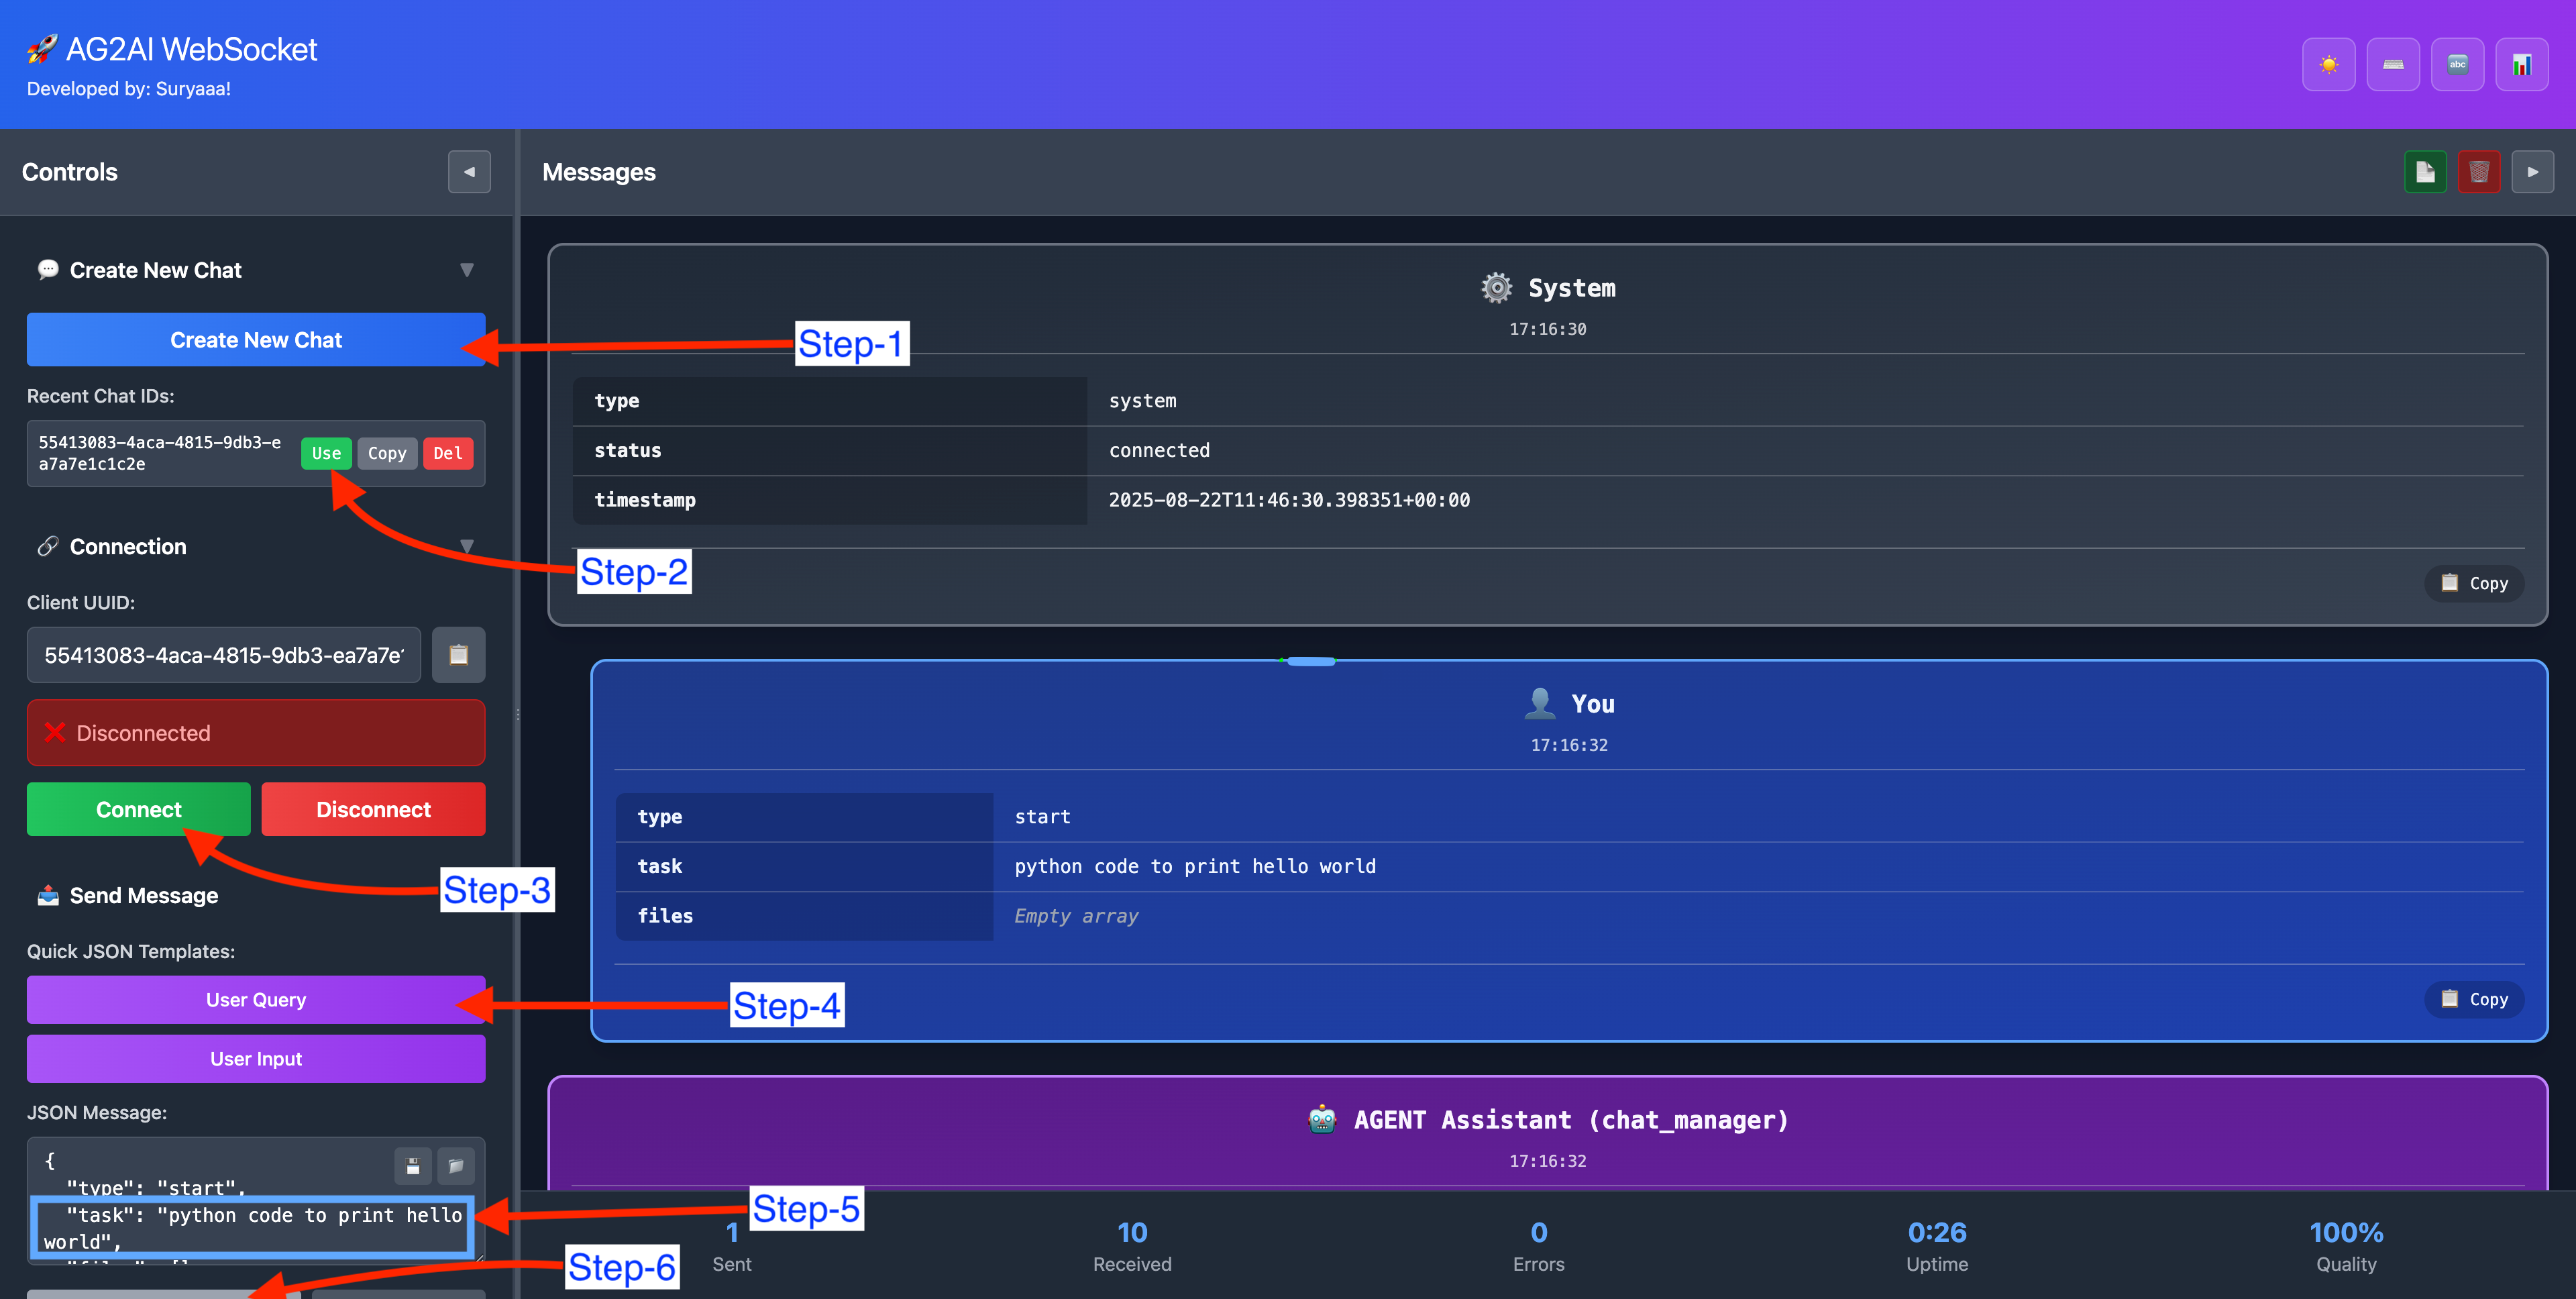 🚀 AG2AI WebSocket
Developed by: Suryaaa!
Controls
Create New Chat
Create New Chat
Step-1
Recent Chat IDs:
55413083-4aca-4815-9db3-e
a7a7e1c1c2e
Use
Copy
Del
Step-2
Connection
Client UUID:
55413083-4aca-4815-9db3-ea7a7e
Disconnected
Connect
Disconnect
Step-3
Send Message
Quick JSON Templates:
User Query
Step-4
User Input
JSON Message:
{
"type": "start",
"task": "python code to print hello
world",
Step-5
Step-6
Messages
System
17:16:30
type system
status connected
timestamp 2025-08-22T11:46:30.398351+00:00
Copy
You
17:16:32
type start
task python code to print hello world
files Empty array
Copy
AGENT Assistant (chat_manager)
17:16:32
1
Sent
10
Received
0
Errors
0:26
Uptime
100%
Quality